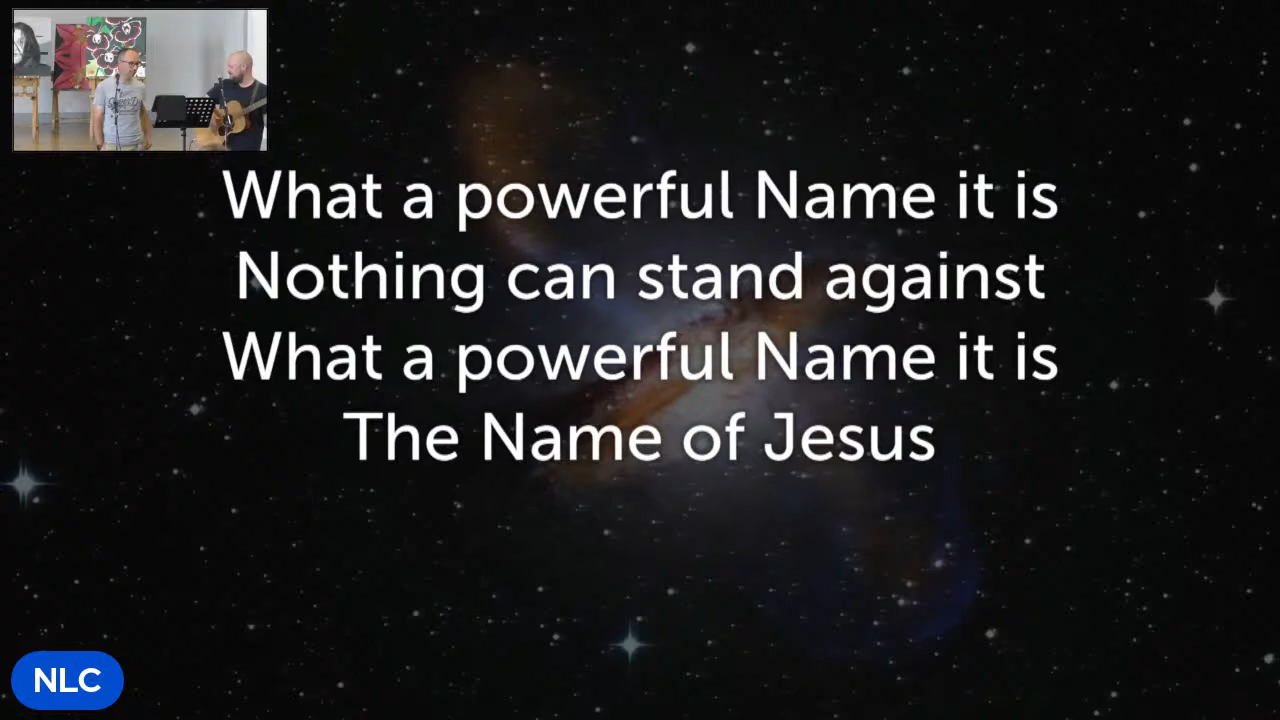 What a powerful Name it is
Nothing can stand against
What a powerful Name it is
The Name of Jesus
NLC